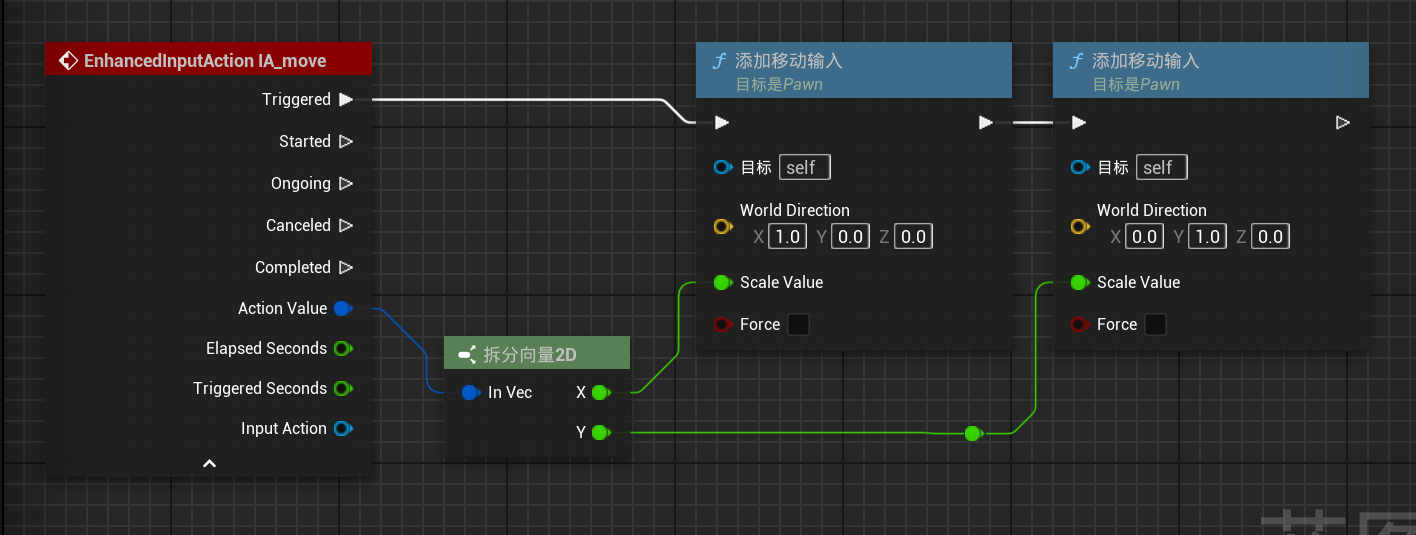 EnhancedInputAction IA_move
Triggered
Started
Ongoing
Canceled
Completed
Action Value
Elapsed Seconds
Triggered Seconds
Input Action
拆分向量2D
In Vec X
Y
添加移动输入
目标是Pawn
目标 self
World Direction
X 1.0 Y 0.0 Z 0.0
Scale Value
Force
添加移动输入
目标是Pawn
目标 self
World Direction
X 0.0 Y 1.0 Z 0.0
Scale Value
Force